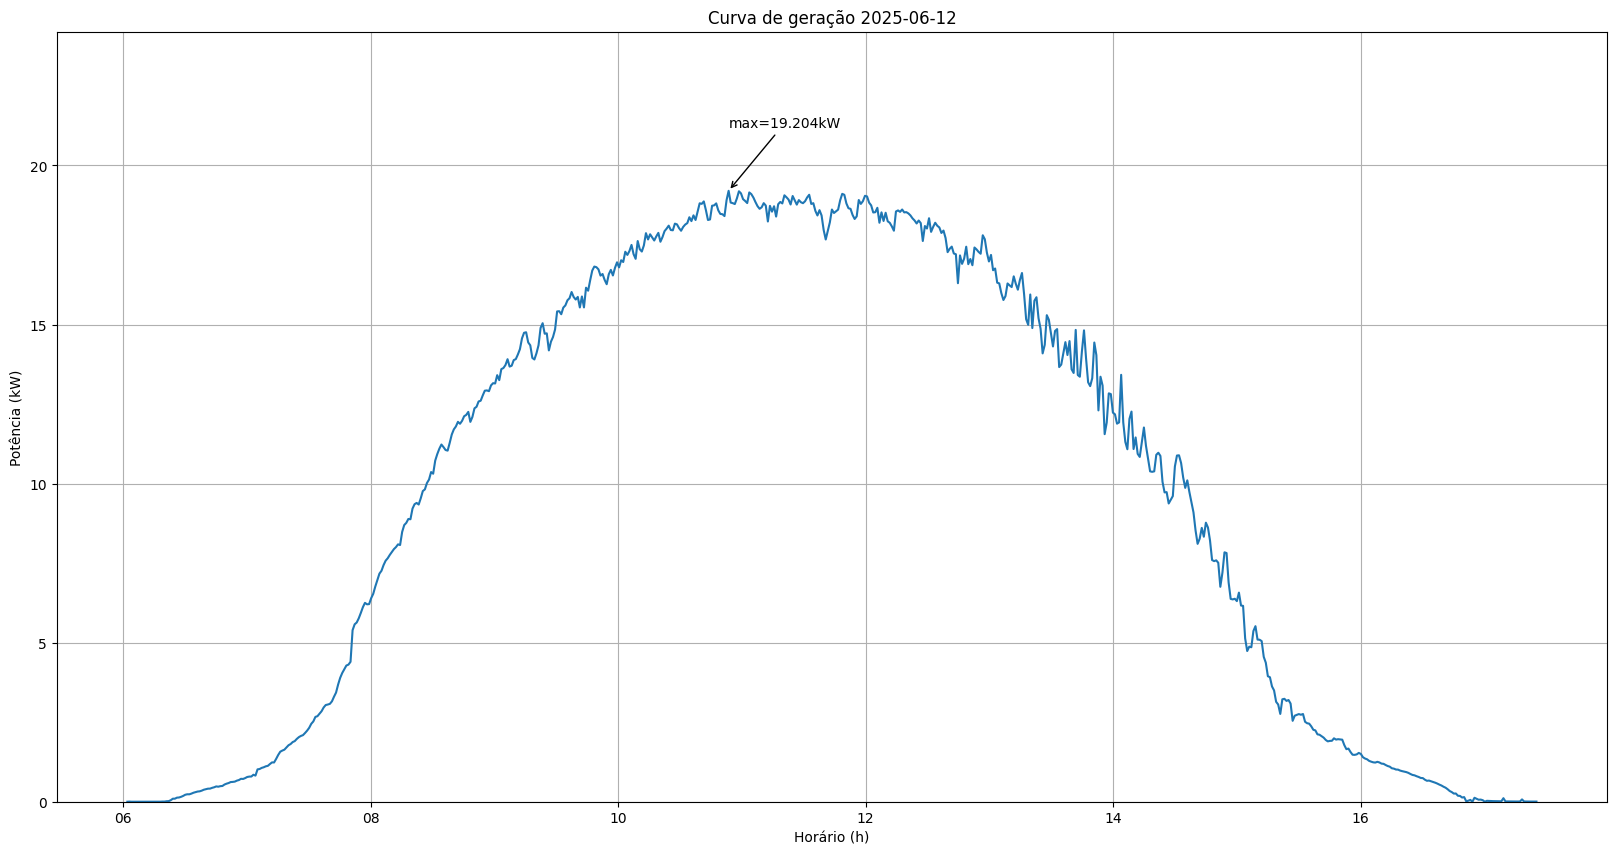 Curva de geração 2025-06-12
max=19.204kW
20
15
10
5
0
Potência (kW)
06 08 10 12 14 16
Horário (h)